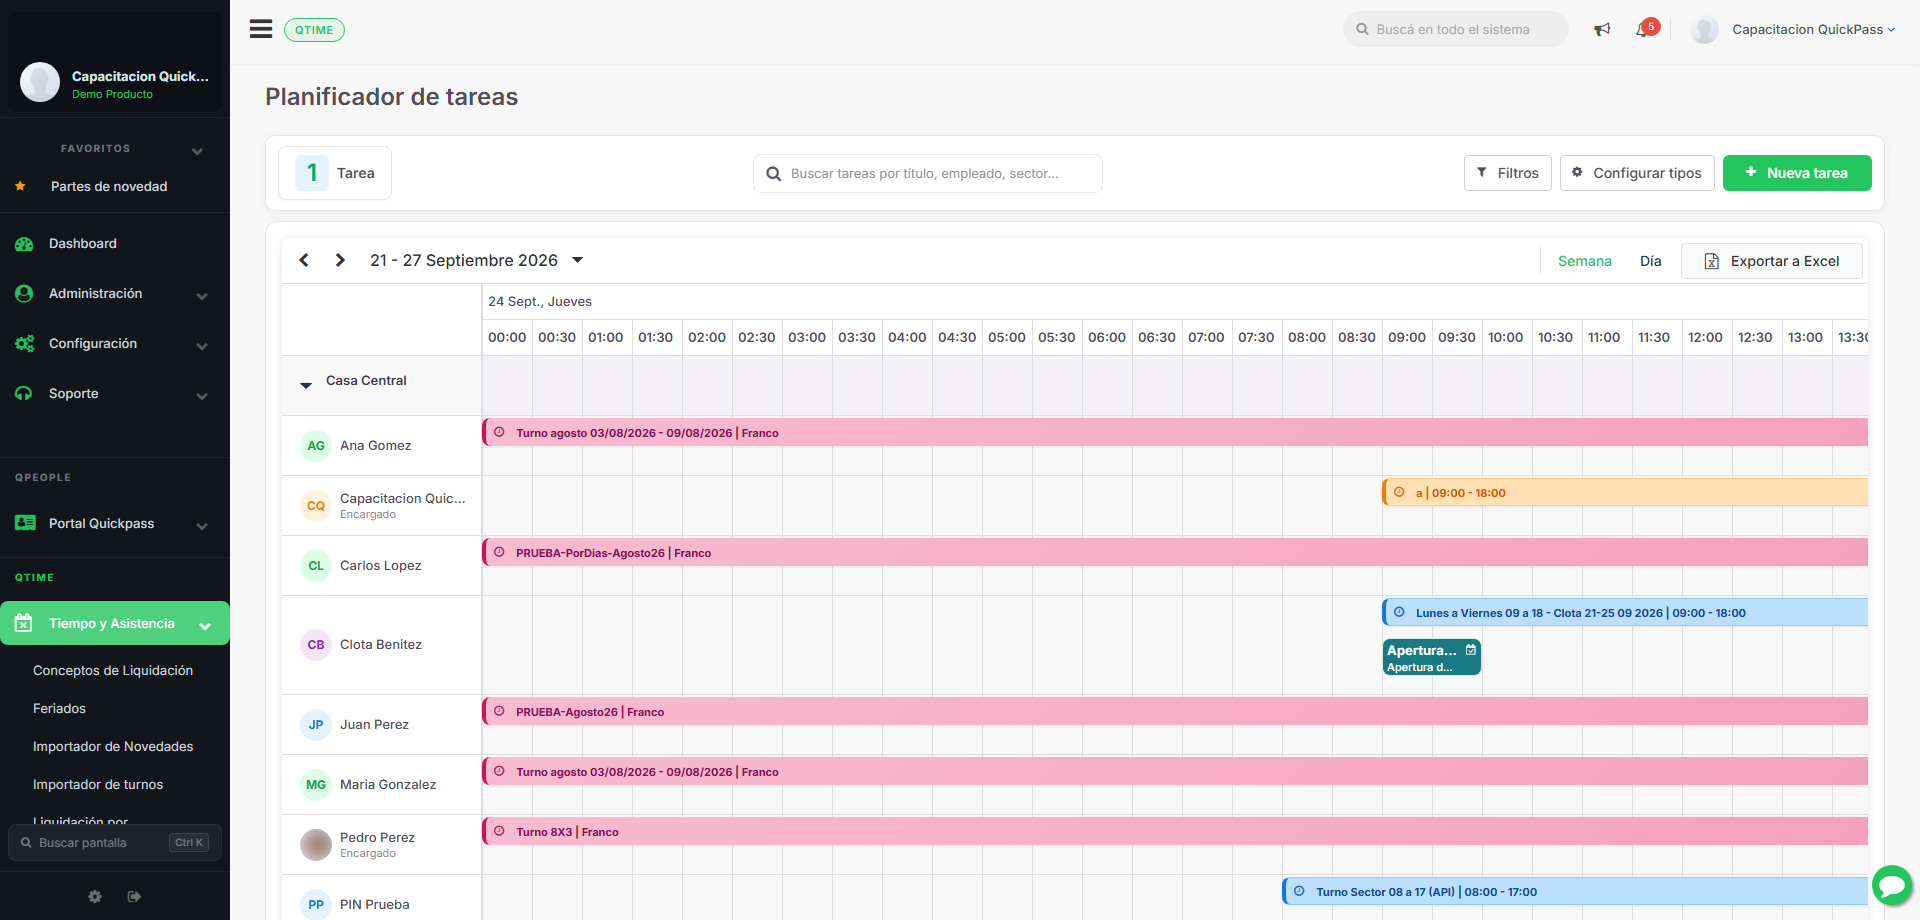 Capacitacion Quick...
Demo Producto
FAVORITOS
Partes de novedad
Dashboard
Administración
Configuración
Soporte
QPEOPLE
Portal Quickpass
QTIME
Tiempo y Asistencia
Conceptos de Liquidación
Feriados
Importador de Novedades
Importador de turnos
Liquidación por
Buscar pantalla
Ctrl K
QTIME
Buscá en todo el sistema
5
Capacitacion QuickPass
Planificador de tareas
1 Tarea
Buscar tareas por título, empleado, sector...
Filtros
Configurar tipos
Nueva tarea
21 - 27 Septiembre 2026
Semana
Día
Exportar a Excel
24 Sept., Jueves
00:00 00:30 01:00 01:30 02:00 02:30 03:00 03:30 04:00 04:30 05:00 05:30 06:00 06:30 07:00 07:30 08:00 08:30 09:00 09:30 10:00 10:30 11:00 11:30 12:00 12:30 13:00 13:30
Casa Central
AG Ana Gomez
Turno agosto 03/08/2026 - 09/08/2026 | Franco
CQ Capacitacion Quic...
Encargado
a | 09:00 - 18:00
CL Carlos Lopez
PRUEBA-PorDias-Agosto26 | Franco
CB Clota Benitez
Lunes a Viernes 09 a 18 - Clota 21-25 09 2026 | 09:00 - 18:00
Apertura...
Apertura d...
JP Juan Perez
PRUEBA-Agosto26 | Franco
MG Maria Gonzalez
Turno agosto 03/08/2026 - 09/08/2026 | Franco
Pedro Perez
Encargado
Turno 8X3 | Franco
PP PIN Prueba
Turno Sector 08 a 17 (API) | 08:00 - 17:00